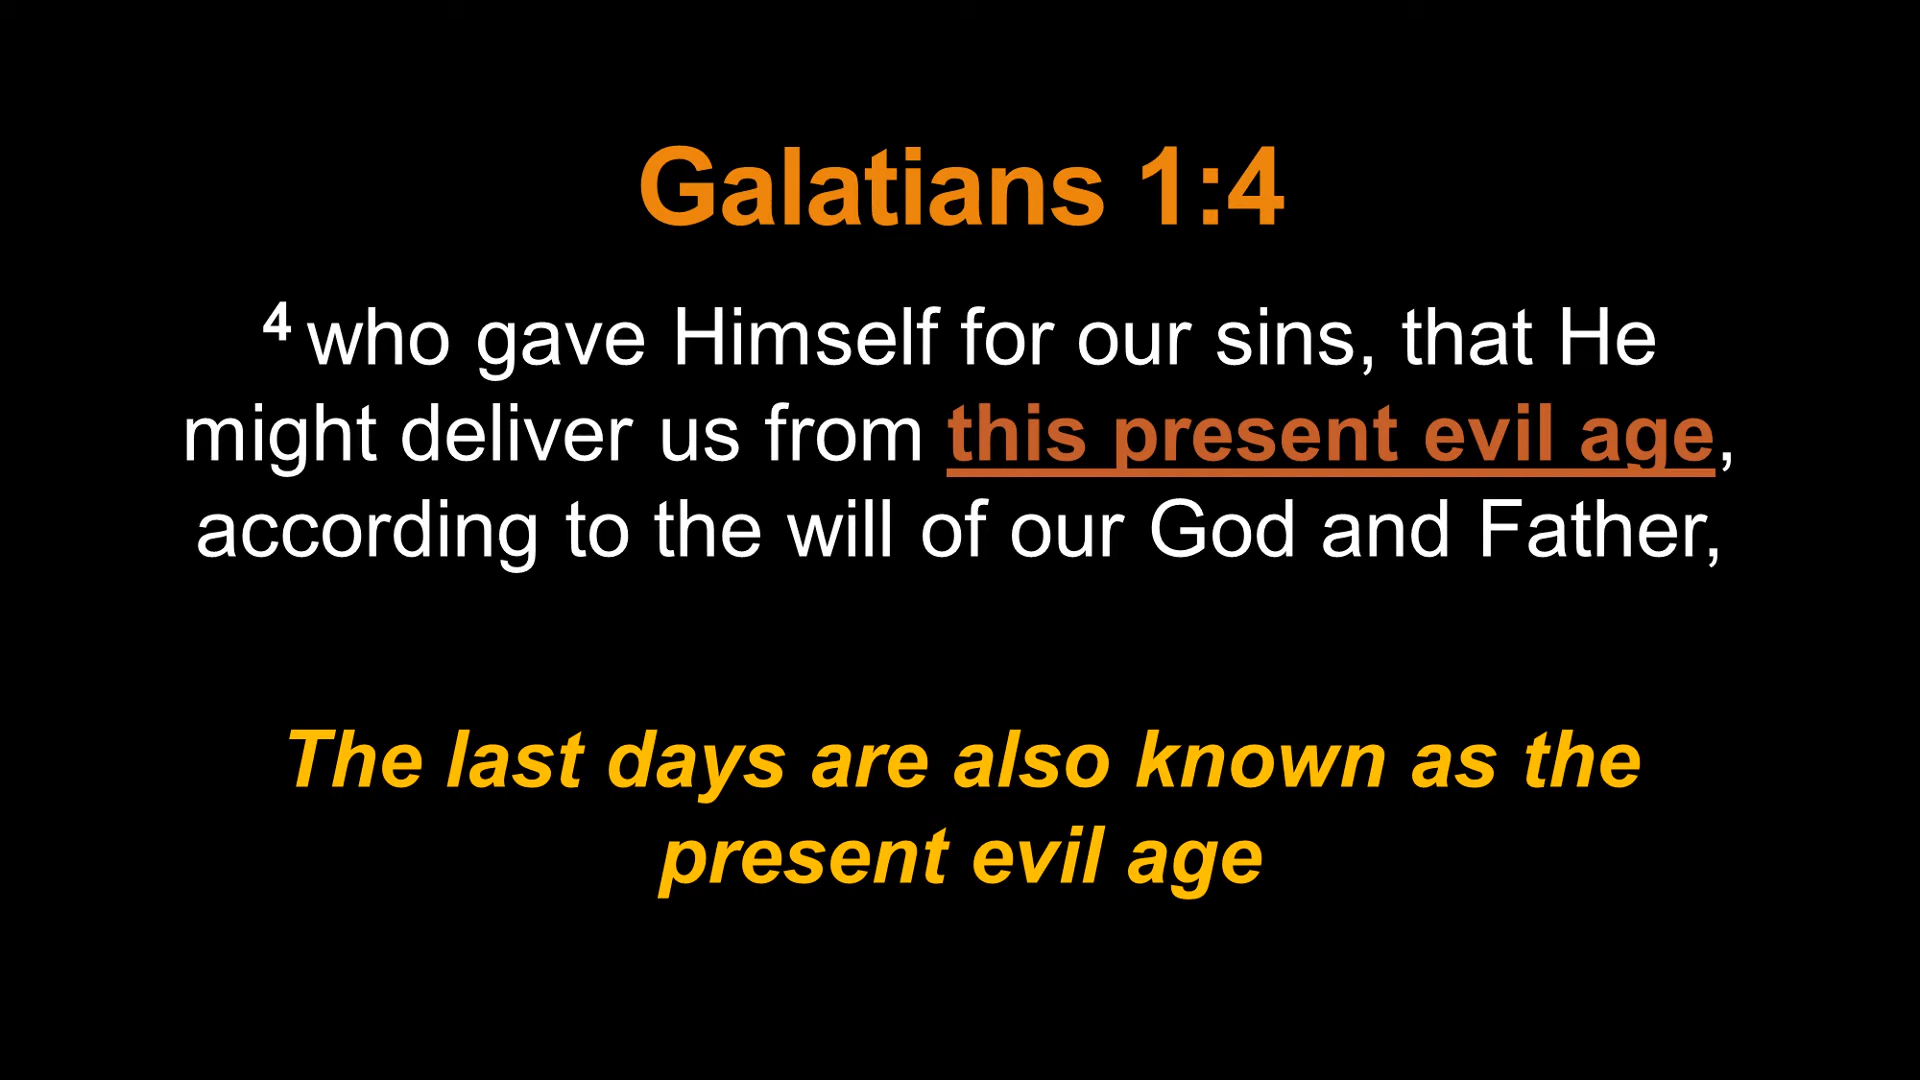 Galatians 1:4
4 who gave Himself for our sins, that He
might deliver us from this present evil age,
according to the will of our God and Father,
The last days are also known as the
present evil age